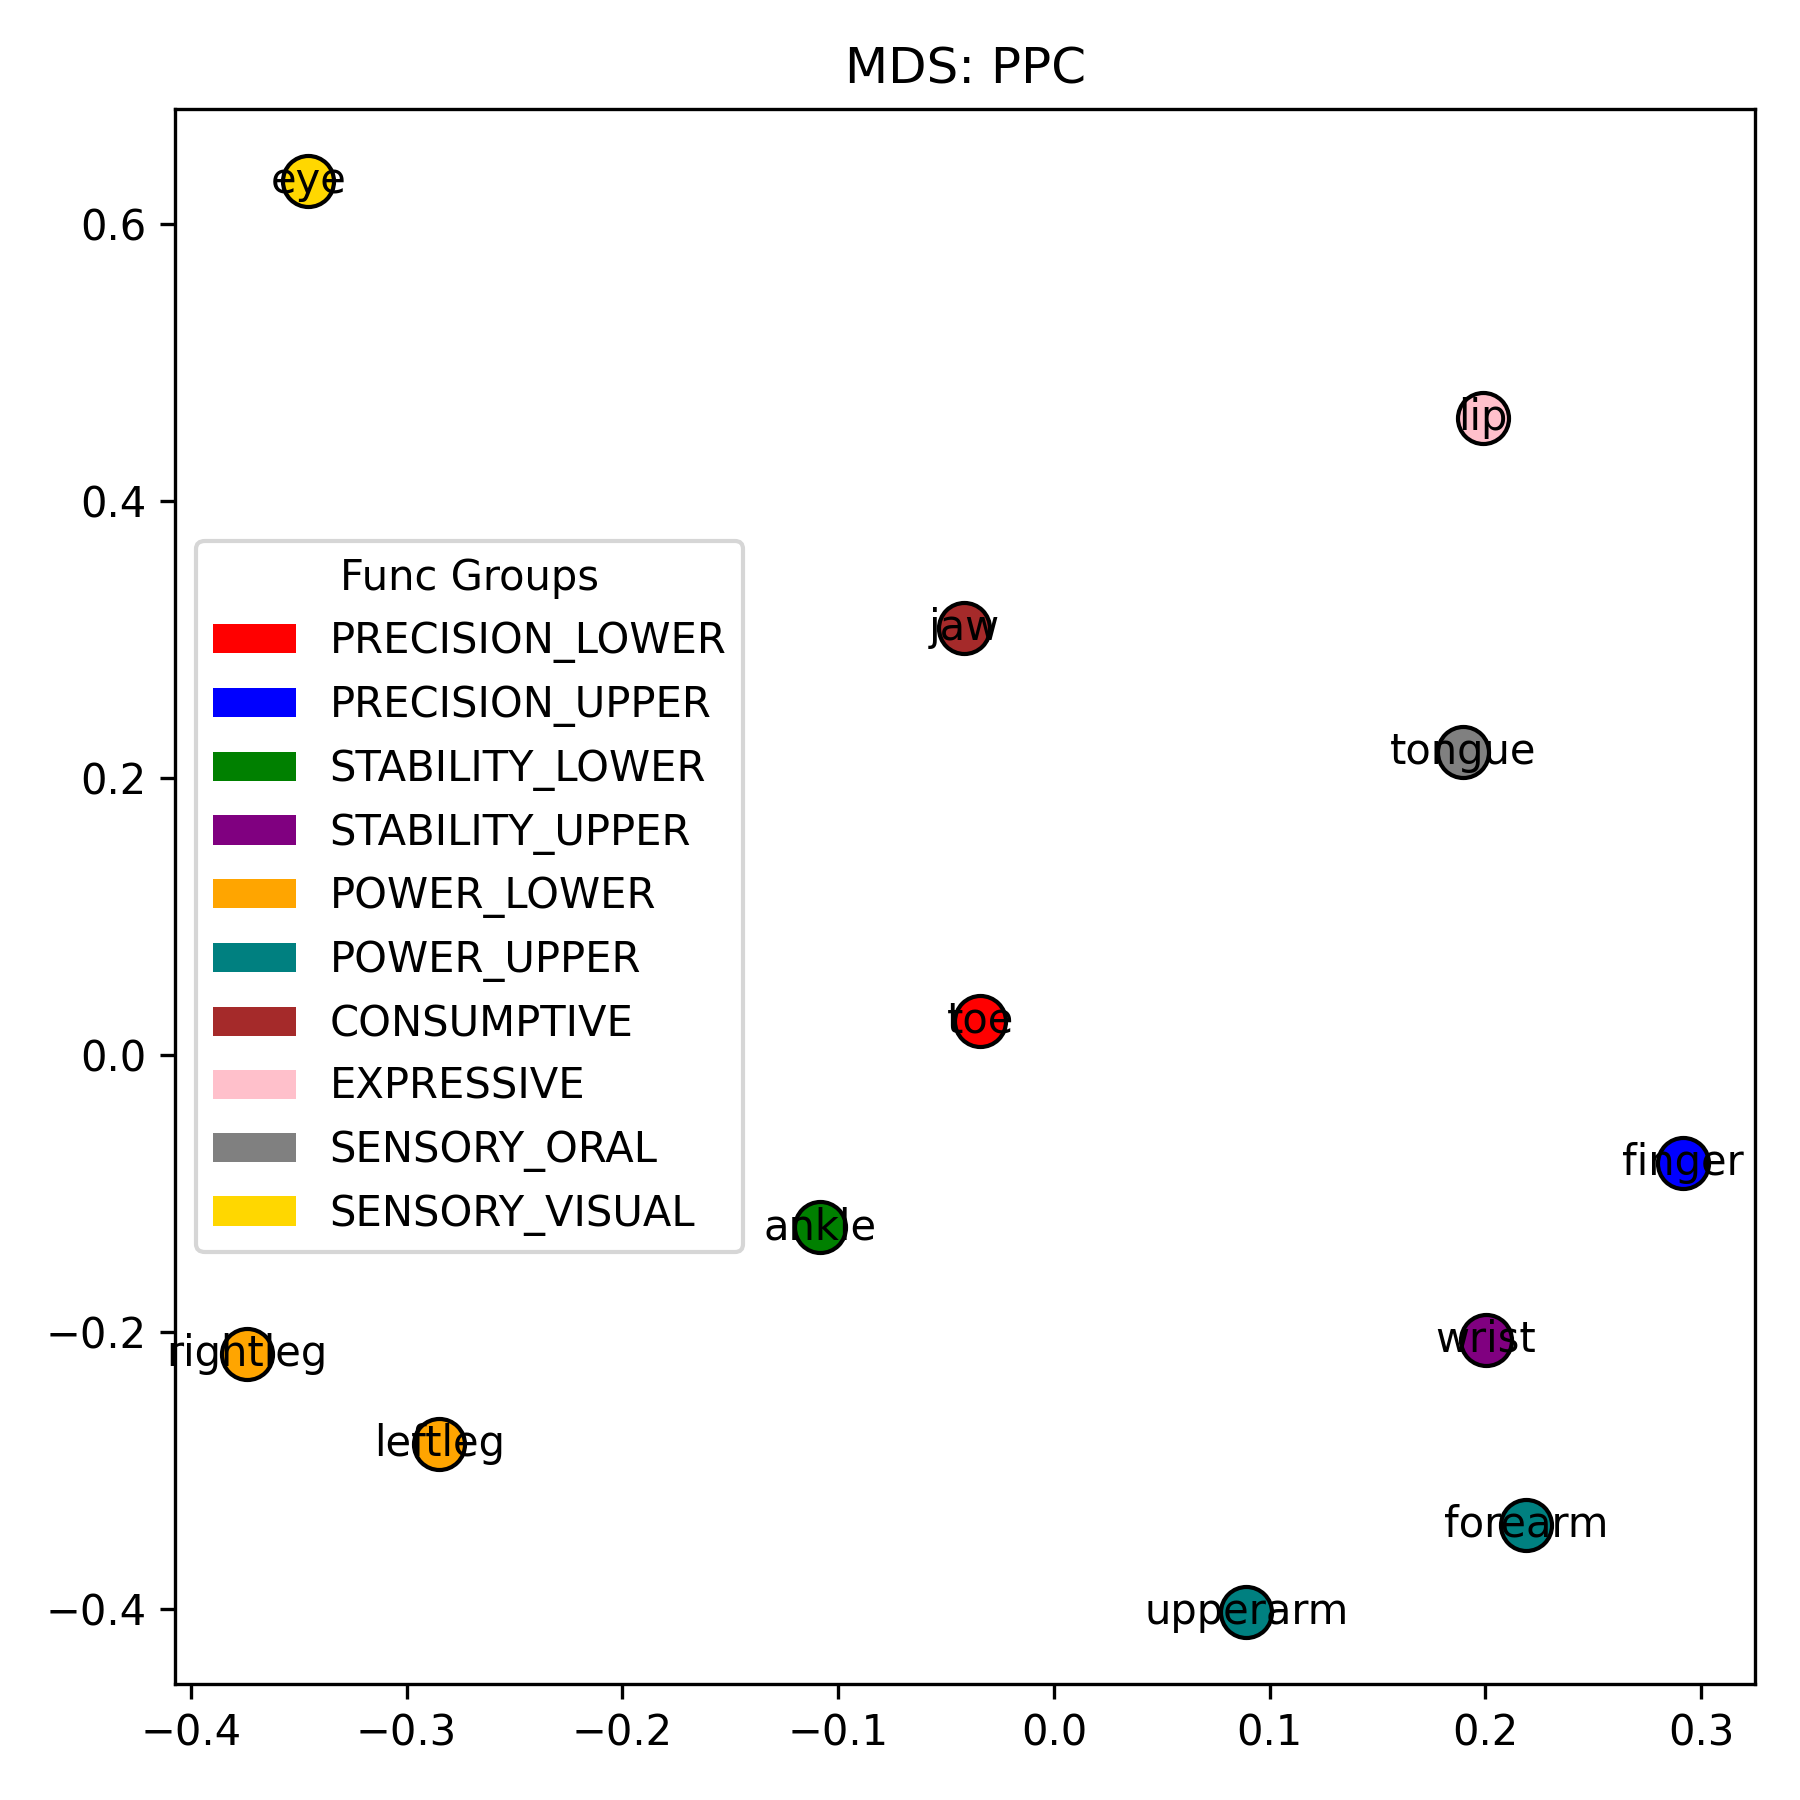 MDS: PPC
eye
0.6
lip
0.4
Func Groups
PRECISION_LOWER
PRECISION_UPPER
STABILITY_LOWER
STABILITY_UPPER
POWER_LOWER
POWER_UPPER
CONSUMPTIVE
EXPRESSIVE
SENSORY_ORAL
SENSORY_VISUAL
jaw
tongue
0.2
toe
0.0
finger
ankle
wrist
−0.2
rightleg
leftleg
forearm
upperarm
−0.4
−0.4 −0.3 −0.2 −0.1 0.0 0.1 0.2 0.3